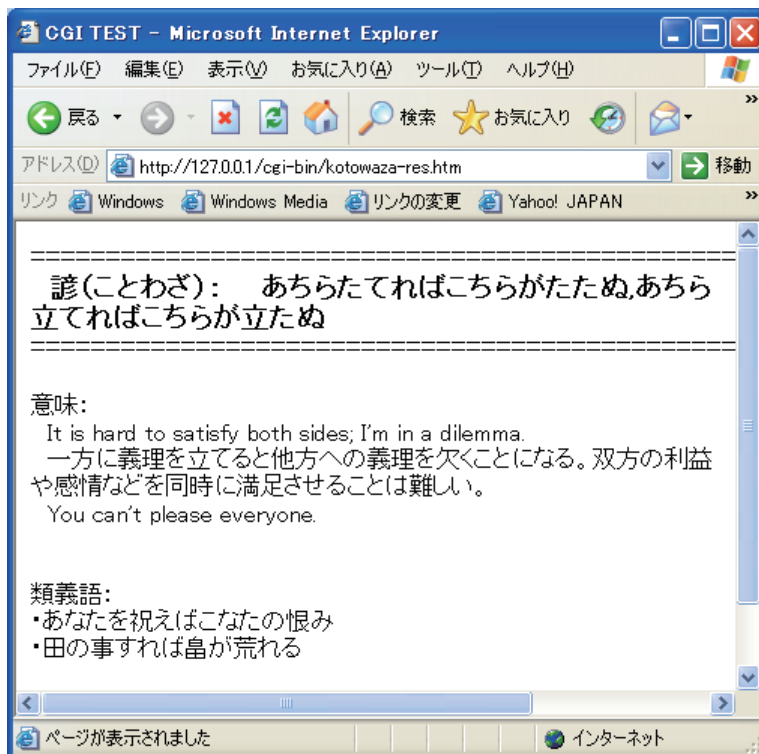 CGI TEST - Microsoft Internet Explorer
ファイル(F) 編集(E) 表示(V) お気に入り(A) ツール(T) ヘルプ(H)
戻る 検索 お気に入り
アドレス(D) http://127.0.0.1/cgi-bin/kotowaza-res.htm 移動
リンク Windows Windows Media リンクの変更 Yahoo! JAPAN
諺(ことわざ): あちらたてればこちらがたたぬ,あちら
立てればこちらが立たぬ
意味:
It is hard to satisfy both sides; I'm in a dilemma.
一方に義理を立てると他方への義理を欠くことになる。双方の利益
や感情などを同時に満足させることは難しい。
You can't please everyone.
類義語:
・あなたを祝えばこなたの恨み
・田の事すれば畠が荒れる
ページが表示されました インターネット